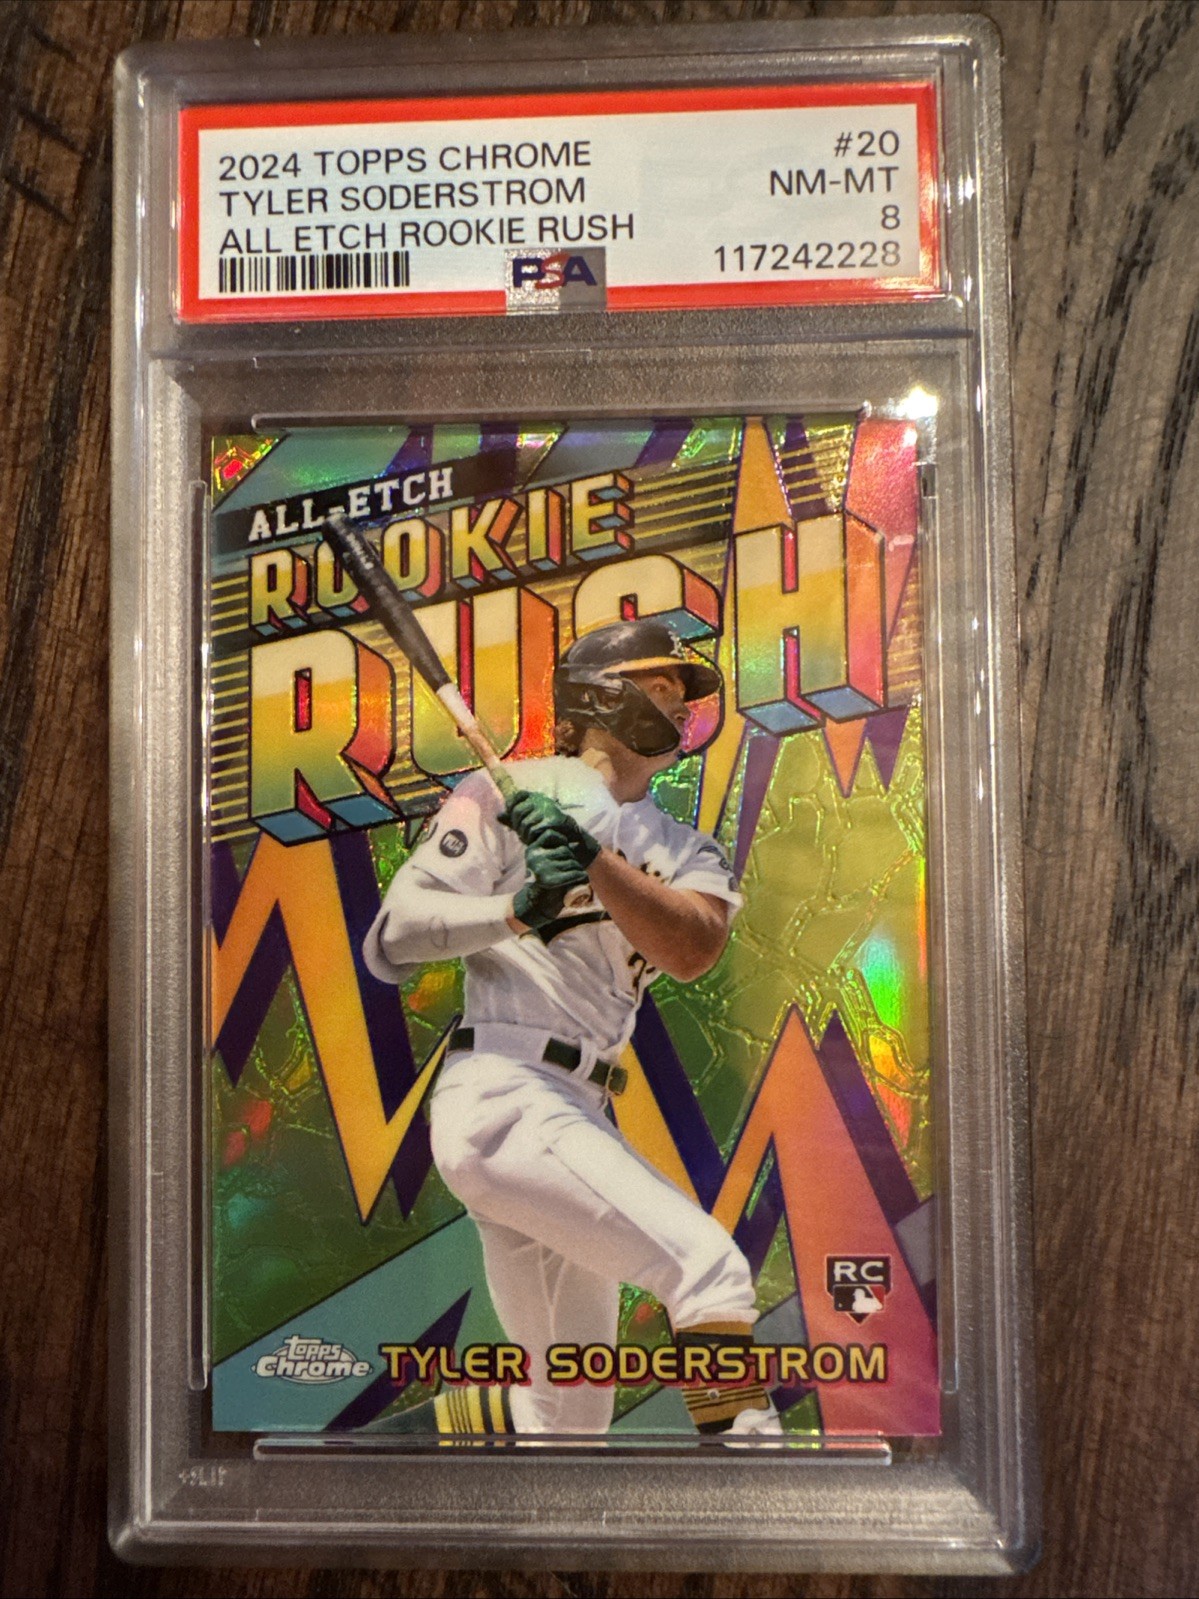 2024 TOPPS CHROME #20
TYLER SODERSTROM NM-MT
ALL ETCH ROOKIE RUSH 8
PSA 117242228
ALL-ETCH
ROOKIE
RUSH
RC
topps
Chrome
TYLER SODERSTROM